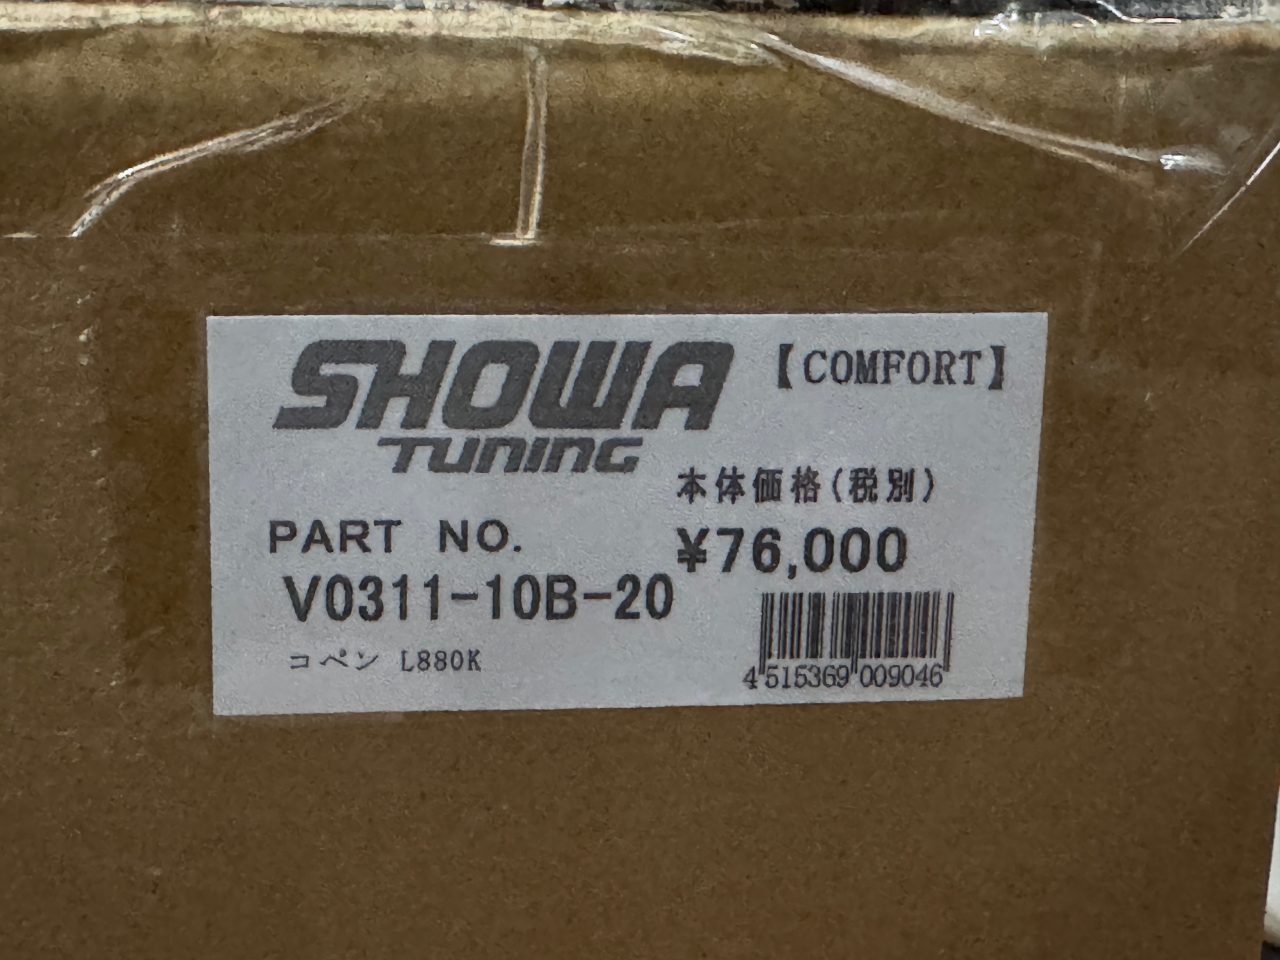 SHOWA
TUNING
【COMFORT】
本体価格(税別)
PART NO.
¥76,000
V0311-10B-20
コペン L880K
4 515369 009046